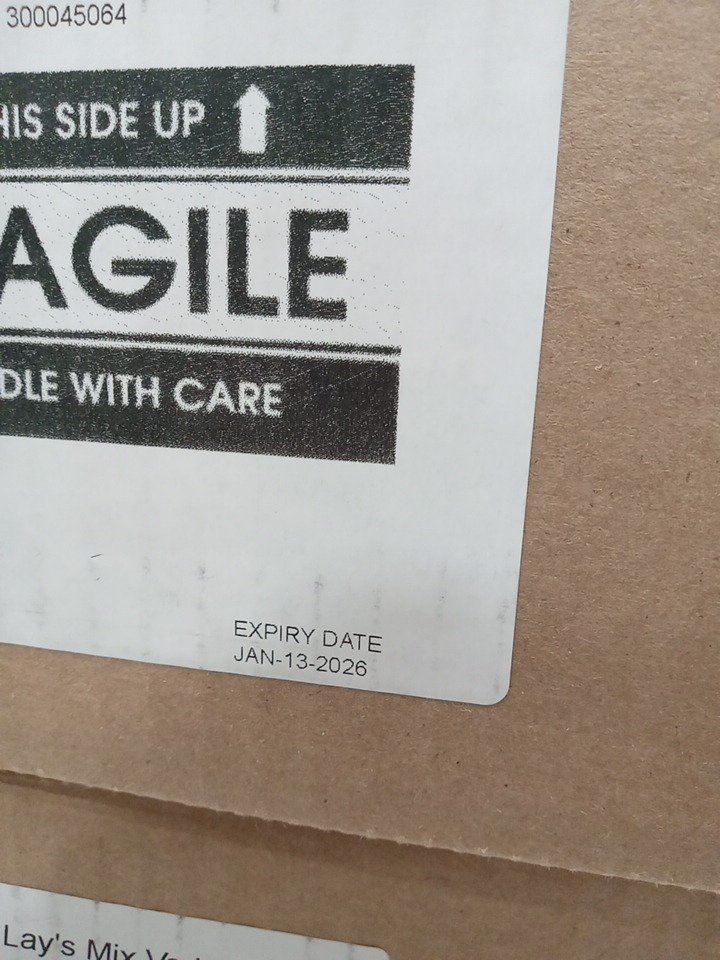 300045064
HIS SIDE UP
AGILE
DLE WITH CARE
EXPIRY DATE
JAN-13-2026
Lay's Mix